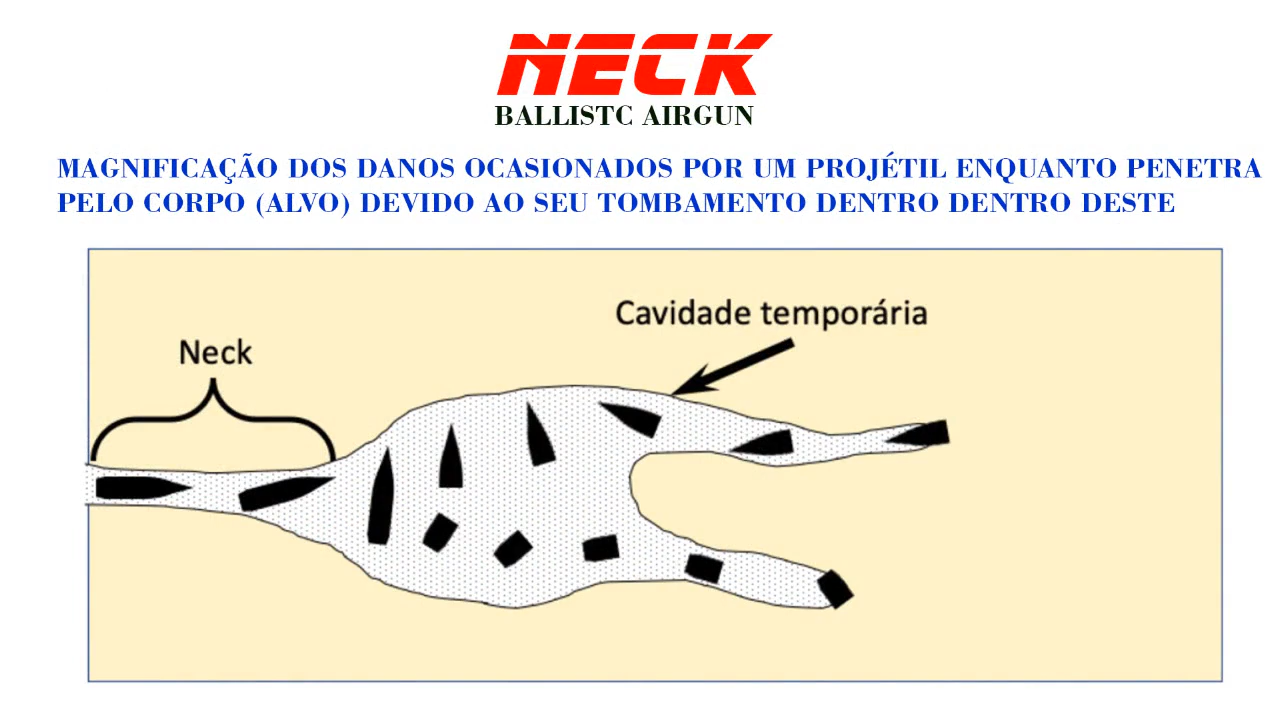 NECK
BALLISTC AIRGUN
MAGNIFICAÇÃO DOS DANOS OCASIONADOS POR UM PROJÉTIL ENQUANTO PENETRA
PELO CORPO (ALVO) DEVIDO AO SEU TOMBAMENTO DENTRO DENTRO DESTE
Cavidade temporária
Neck